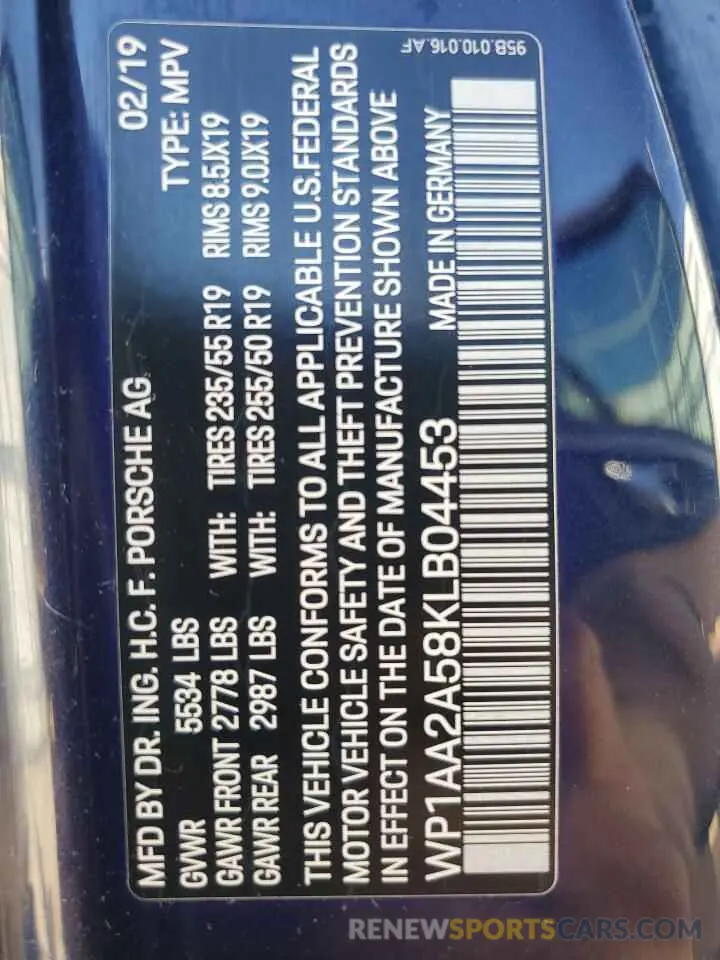 958.010.016.AF
MFD BY DR. ING. H.C. F. PORSCHE AG 02/19
GVWR 5534 LBS TYPE: MPV
GAWR FRONT 2778 LBS WITH: TIRES 235/55 R19 RIMS 8.5JX19
GAWR REAR 2987 LBS WITH: TIRES 255/50 R19 RIMS 9.0JX19
THIS VEHICLE CONFORMS TO ALL APPLICABLE U.S.FEDERAL
MOTOR VEHICLE SAFETY AND THEFT PREVENTION STANDARDS
IN EFFECT ON THE DATE OF MANUFACTURE SHOWN ABOVE
WP1AA2A58KLB04453 MADE IN GERMANY
RENEWSPORTSCARS.COM